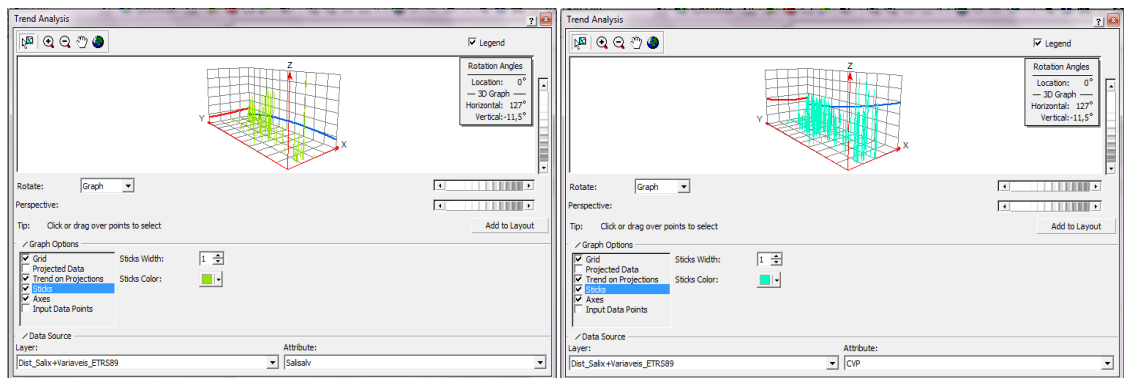 Trend Analysis
?
Legend
Rotation Angles
Location: 0°
— 3D Graph —
Horizontal: 127°
Vertical:-11,5°
Z
Y
X
Rotate: Graph
Perspective:
Tip: Click or drag over points to select
Add to Layout
Graph Options
Grid
Projected Data
Trend on Projections
Sticks
Axes
Input Data Points
Sticks Width: 1
Sticks Color:
Data Source
Layer: Attribute:
Dist_Salix+Variaveis_ETRS89 Salisalv
Trend Analysis
?
Legend
Rotation Angles
Location: 0°
— 3D Graph —
Horizontal: 127°
Vertical:-11,5°
Z
Y
X
Rotate: Graph
Perspective:
Tip: Click or drag over points to select
Add to Layout
Graph Options
Grid
Projected Data
Trend on Projections
Sticks
Axes
Input Data Points
Sticks Width: 1
Sticks Color:
Data Source
Layer: Attribute:
Dist_Salix+Variaveis_ETRS89 CVP